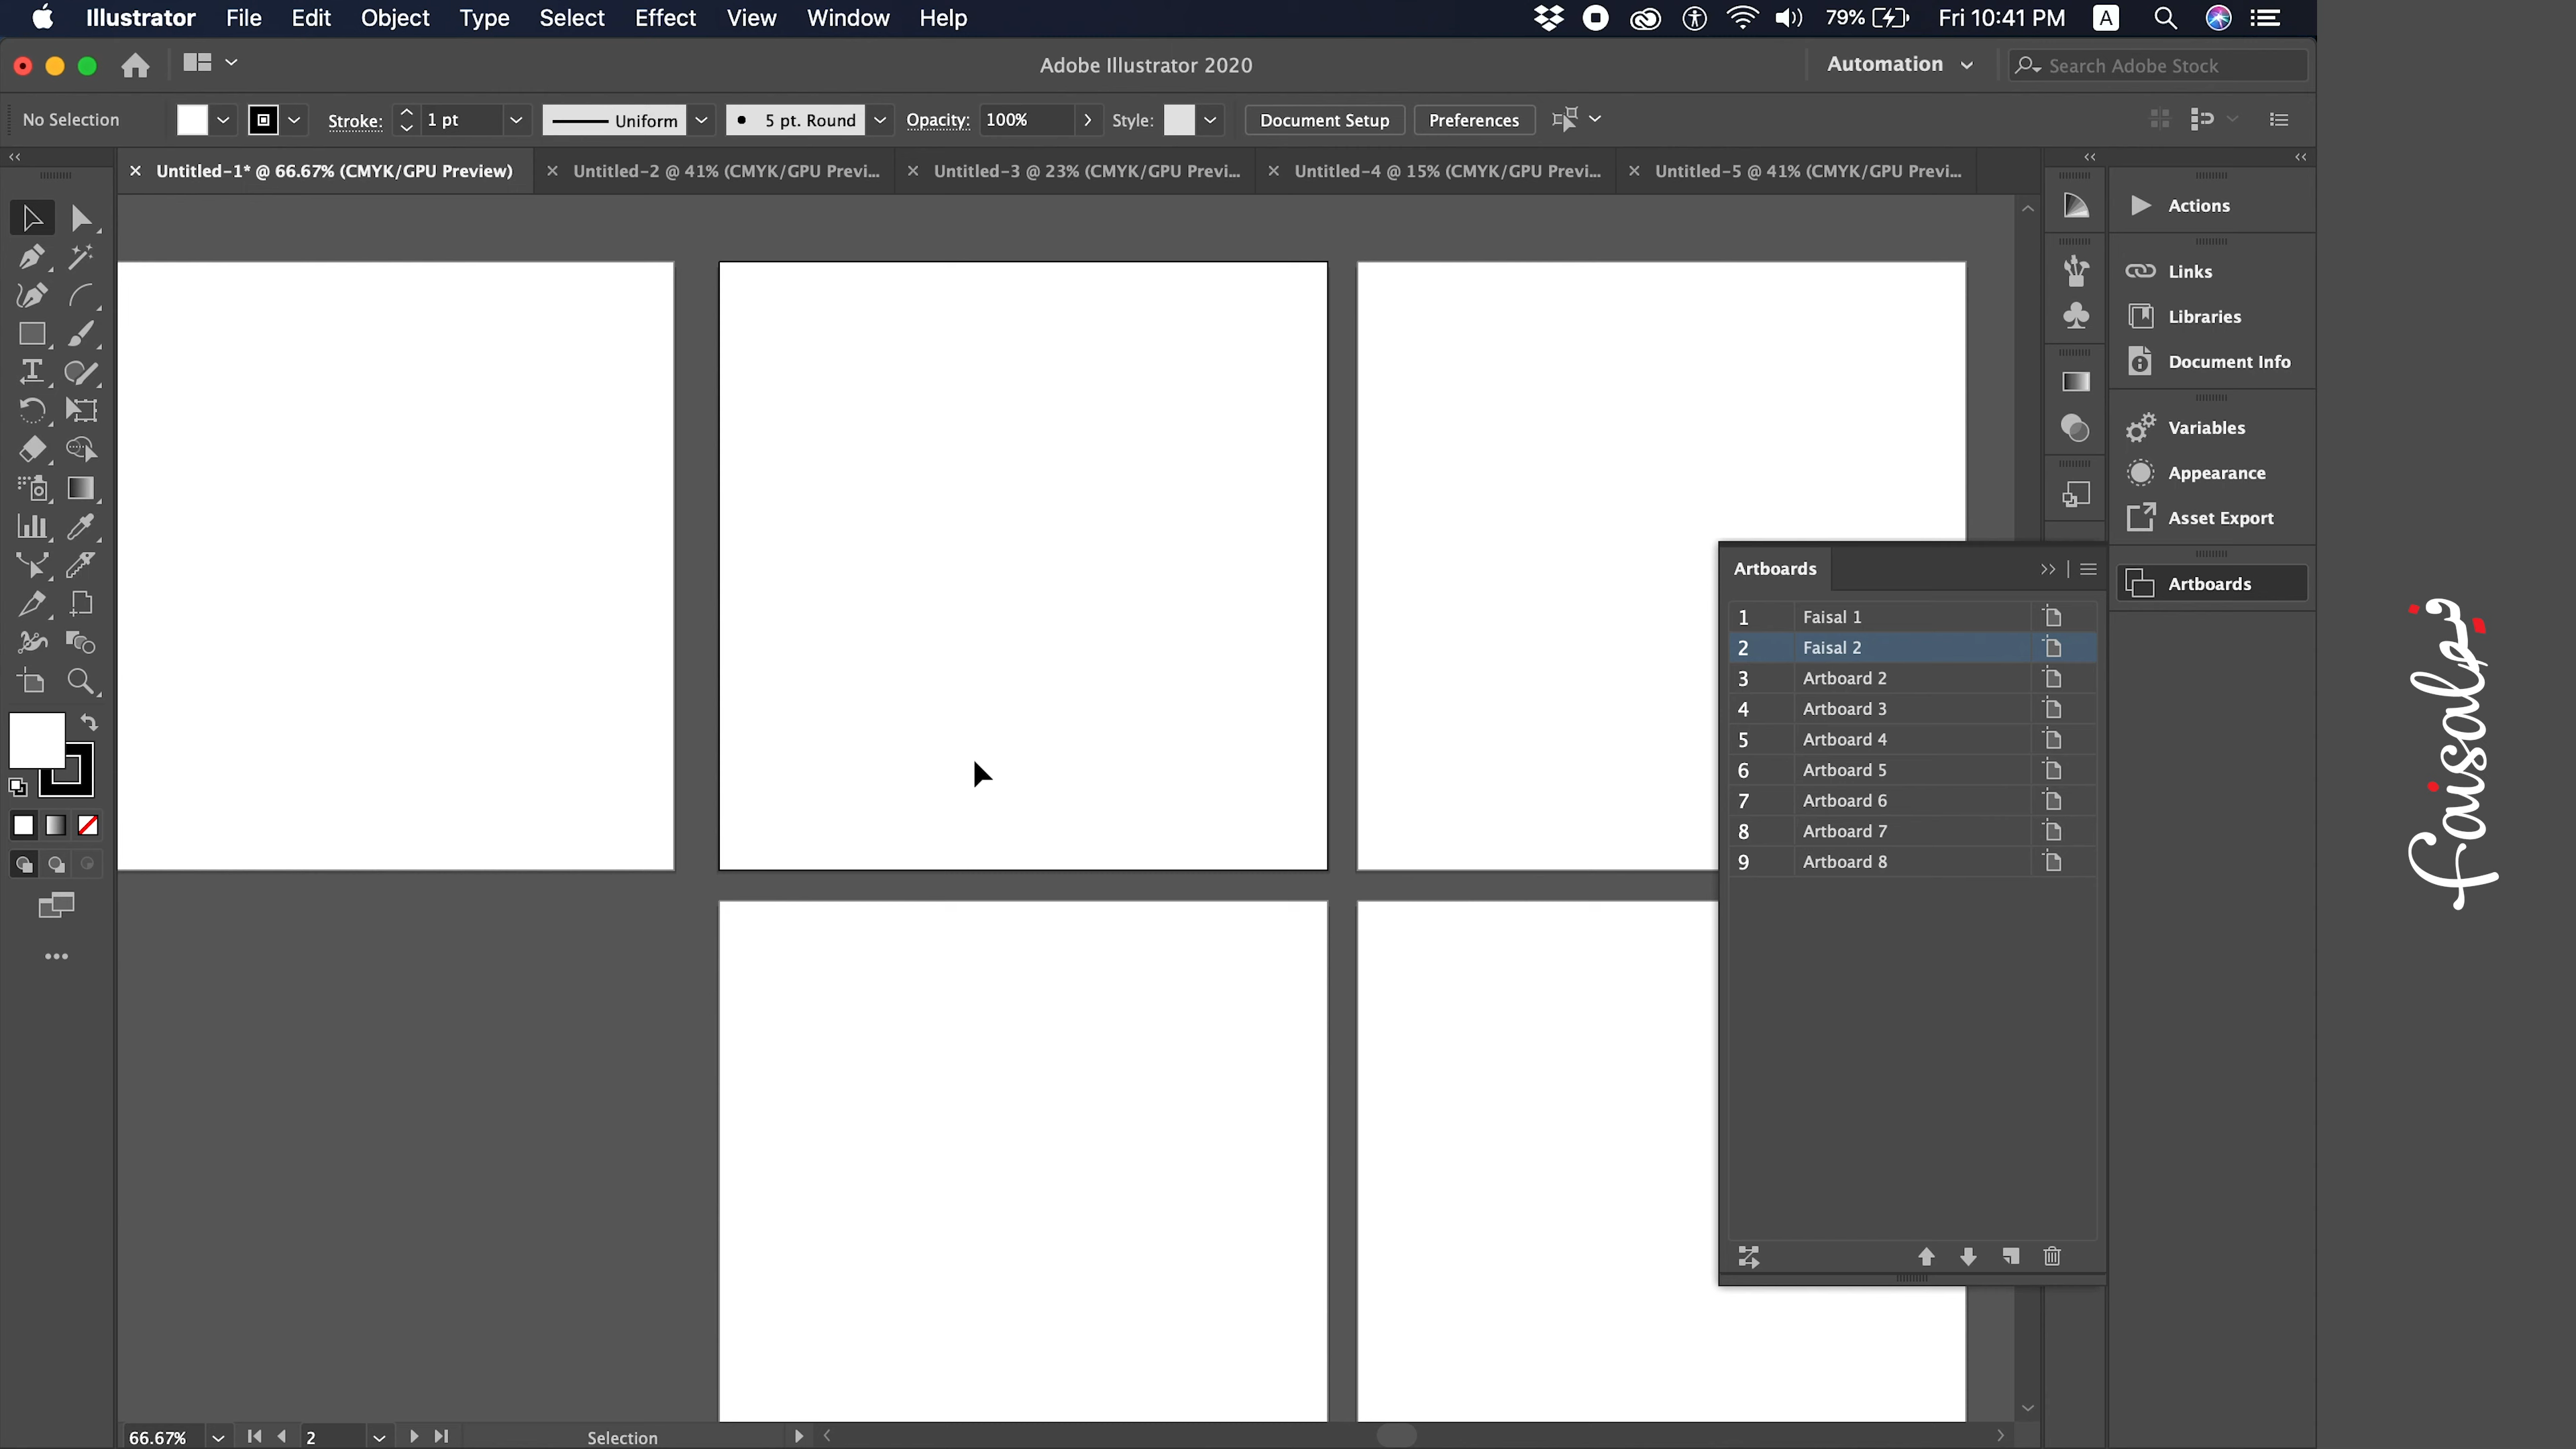 Illustrator File Edit Object Type Select Effect View Window Help 79% Fri 10:41 PM A
Adobe Illustrator 2020 Automation Search Adobe Stock
No Selection Stroke: 1 pt Uniform 5 pt. Round Opacity: 100% Style: Document Setup Preferences
Untitled-1* @ 66.67% (CMYK/GPU Preview) Untitled-2 @ 41% (CMYK/GPU Previ... Untitled-3 @ 23% (CMYK/GPU Previ... Untitled-4 @ 15% (CMYK/GPU Previ... Untitled-5 @ 41% (CMYK/GPU Previ...
Actions
Links
Libraries
Document Info
Variables
Appearance
Asset Export
Artboards
Artboards
1 Faisal 1
2 Faisal 2
3 Artboard 2
4 Artboard 3
5 Artboard 4
6 Artboard 5
7 Artboard 6
8 Artboard 7
9 Artboard 8
66.67% 2 Selection